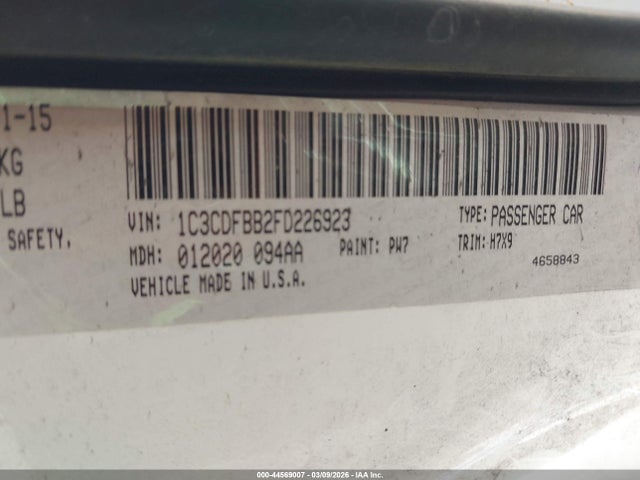 1-15
KG
LB
SAFETY,
VIN: 1C3CDFBB2FD226923
TYPE: PASSENGER CAR
MDH: 012020 094AA
PAINT: PW7
TRIM: H7X9
VEHICLE MADE IN U.S.A.
4658843
000-44569007 - 03/09/2026 - IAA Inc.